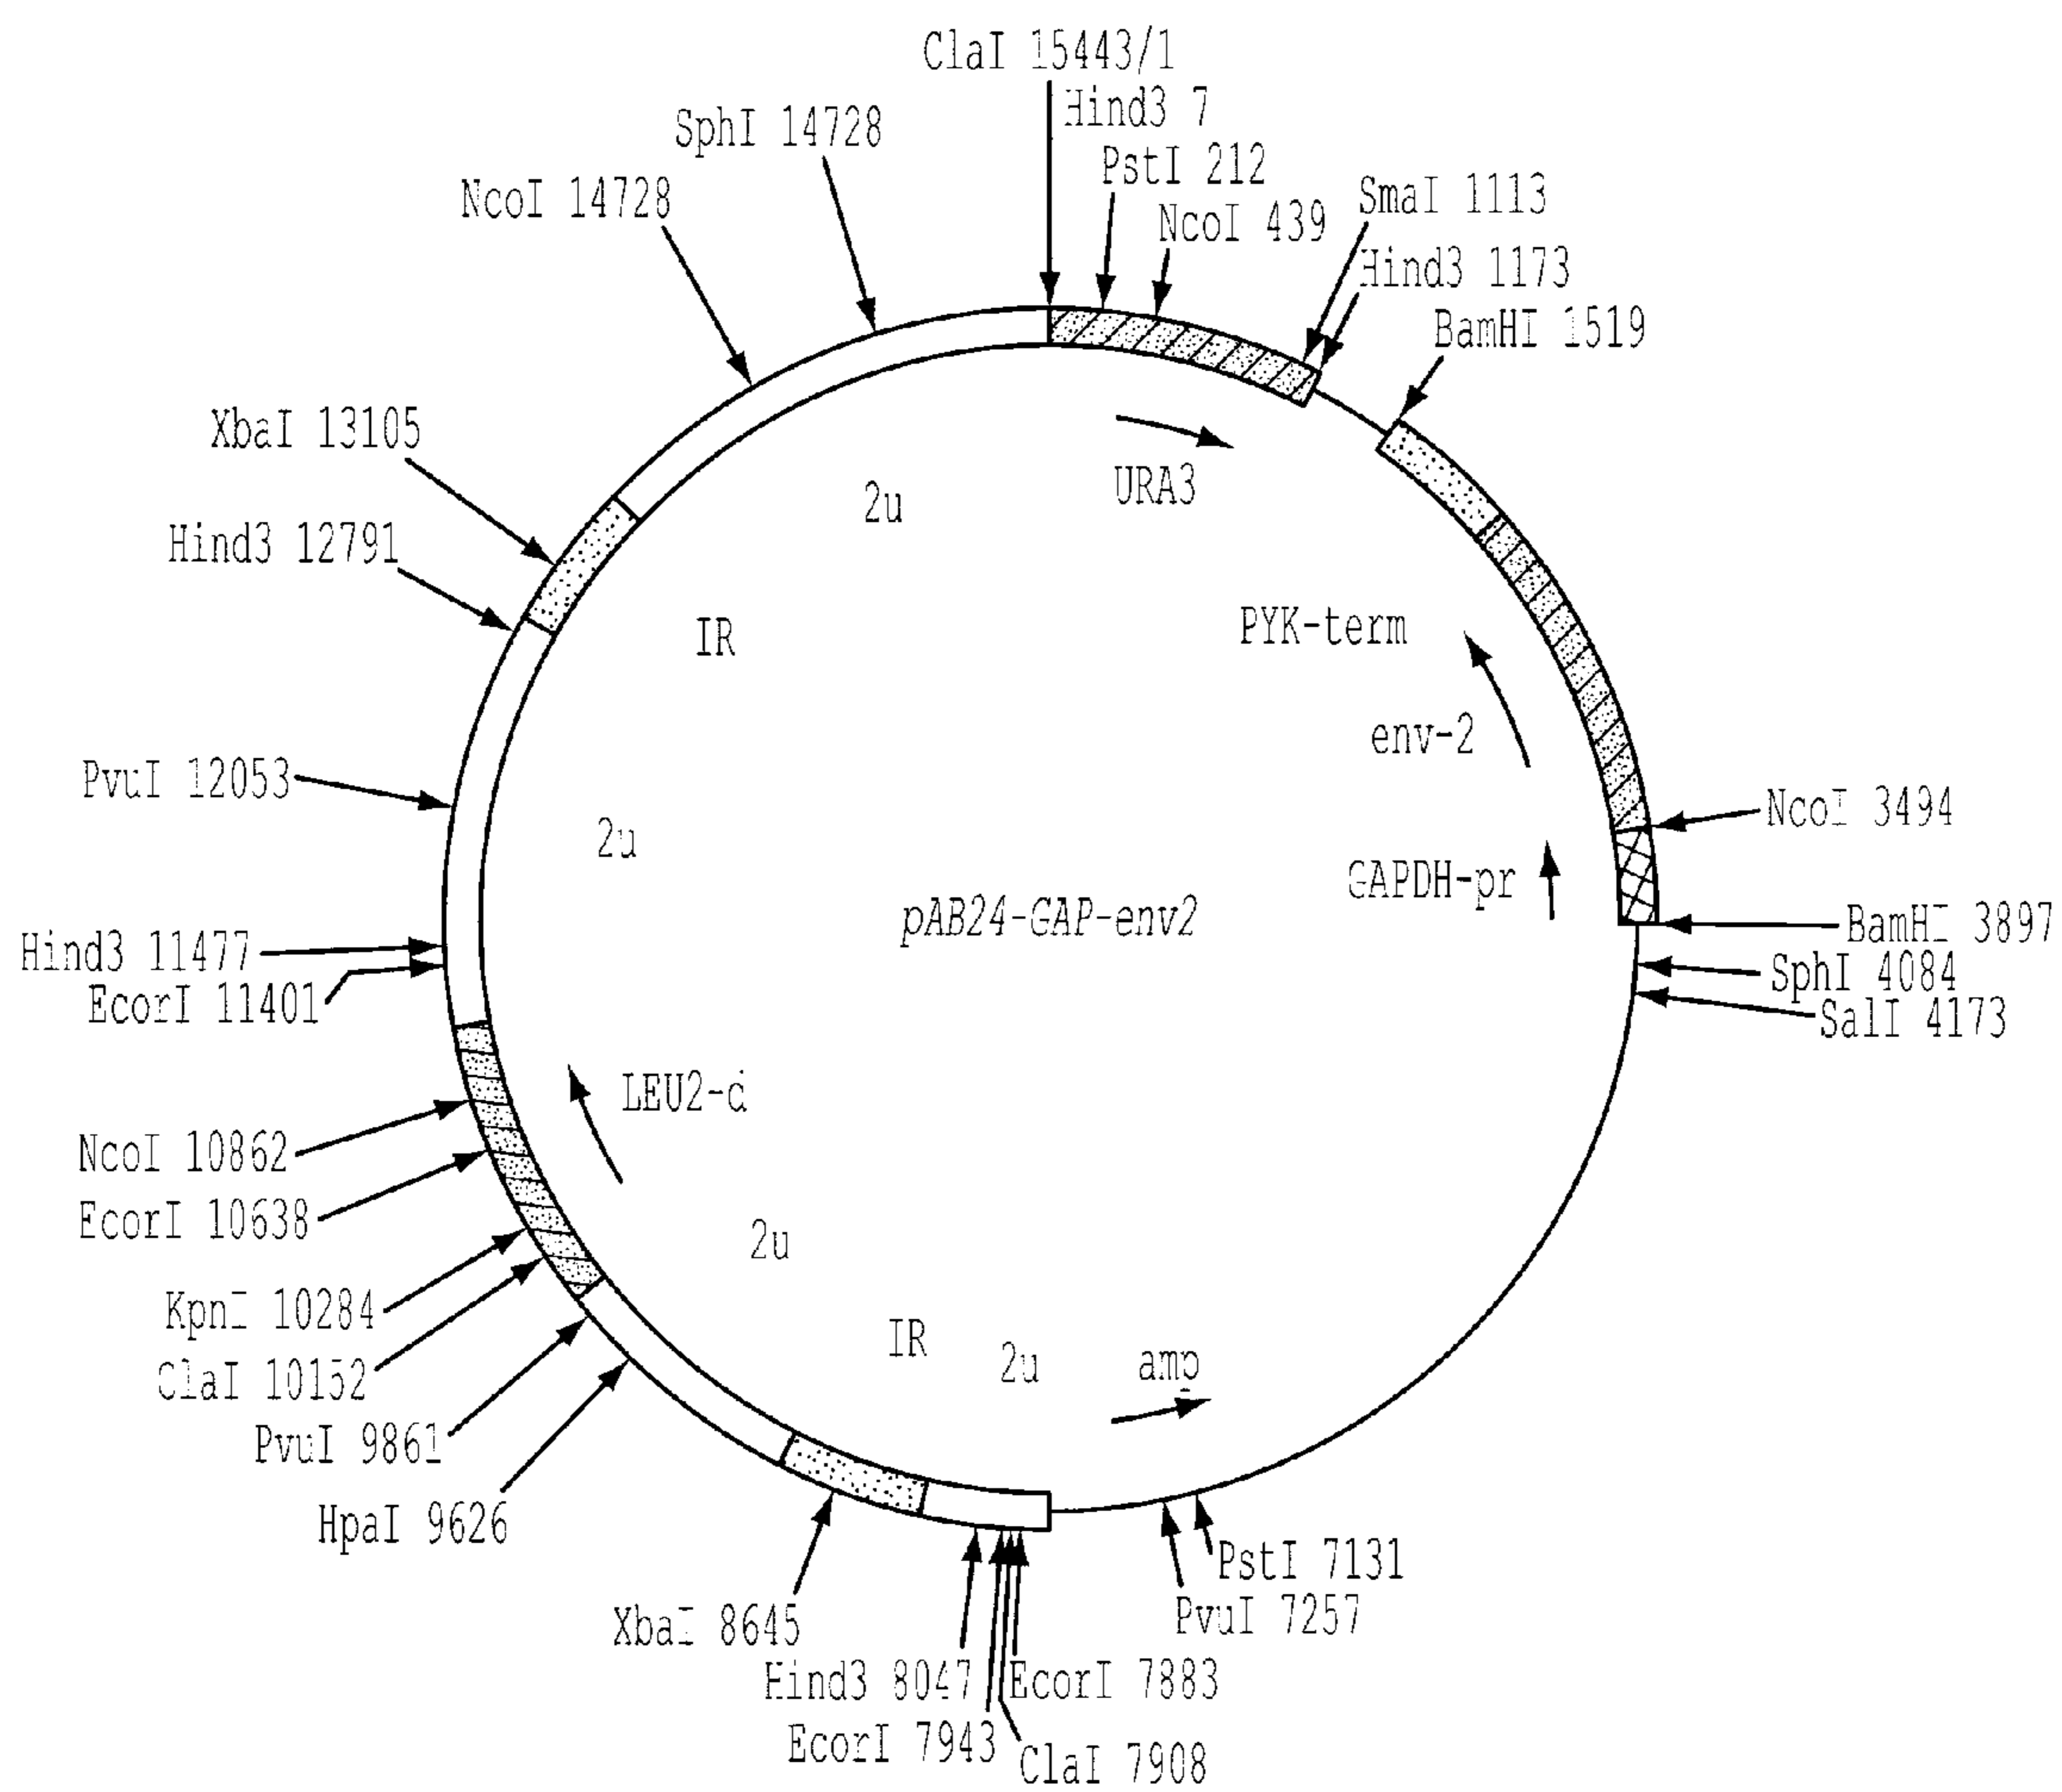 ClaI 15443/1
Hind3 7
SphI 14728
PstI 212
NcoI 14728
SmaI 1113
NcoI 439
Hind3 1173
BamHI 1519
XbaI 13105
URA3
2u
Hind3 12791
PYK-term
IR
env-2
PvuI 12053
NcoI 3494
2u
GAPDH-pr
pAB24-GAP-env2
BamHI 3897
Hind3 11477
SphI 4084
EcorI 11401
SalI 4173
LEU2-d
NcoI 10862
EcorI 10638
2u
KpnI 10284
IR
2u
amp
ClaI 10152
PvuI 9861
HpaI 9626
PstI 7131
PvuI 7257
XbaI 8645
Hind3 8047
EcorI 7883
EcorI 7943
ClaI 7908